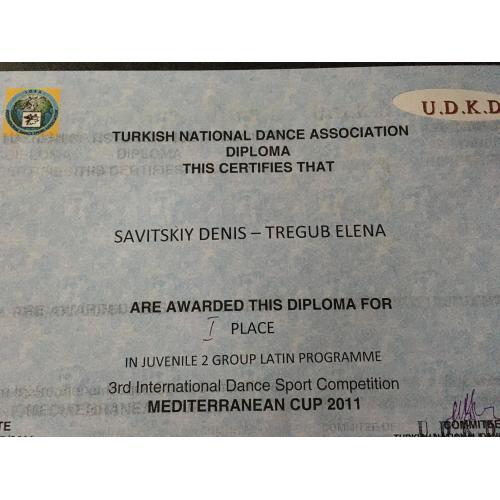 U.D.K.D
TURKISH NATIONAL DANCE ASSOCIATION
DIPLOMA
THIS CERTIFIES THAT
SAVITSKIY DENIS – TREGUB ELENA
ARE AWARDED THIS DIPLOMA FOR
I PLACE
IN JUVENILE 2 GROUP LATIN PROGRAMME
3rd International Dance Sport Competition
MEDITERRANEAN CUP 2011
COMMITTEE